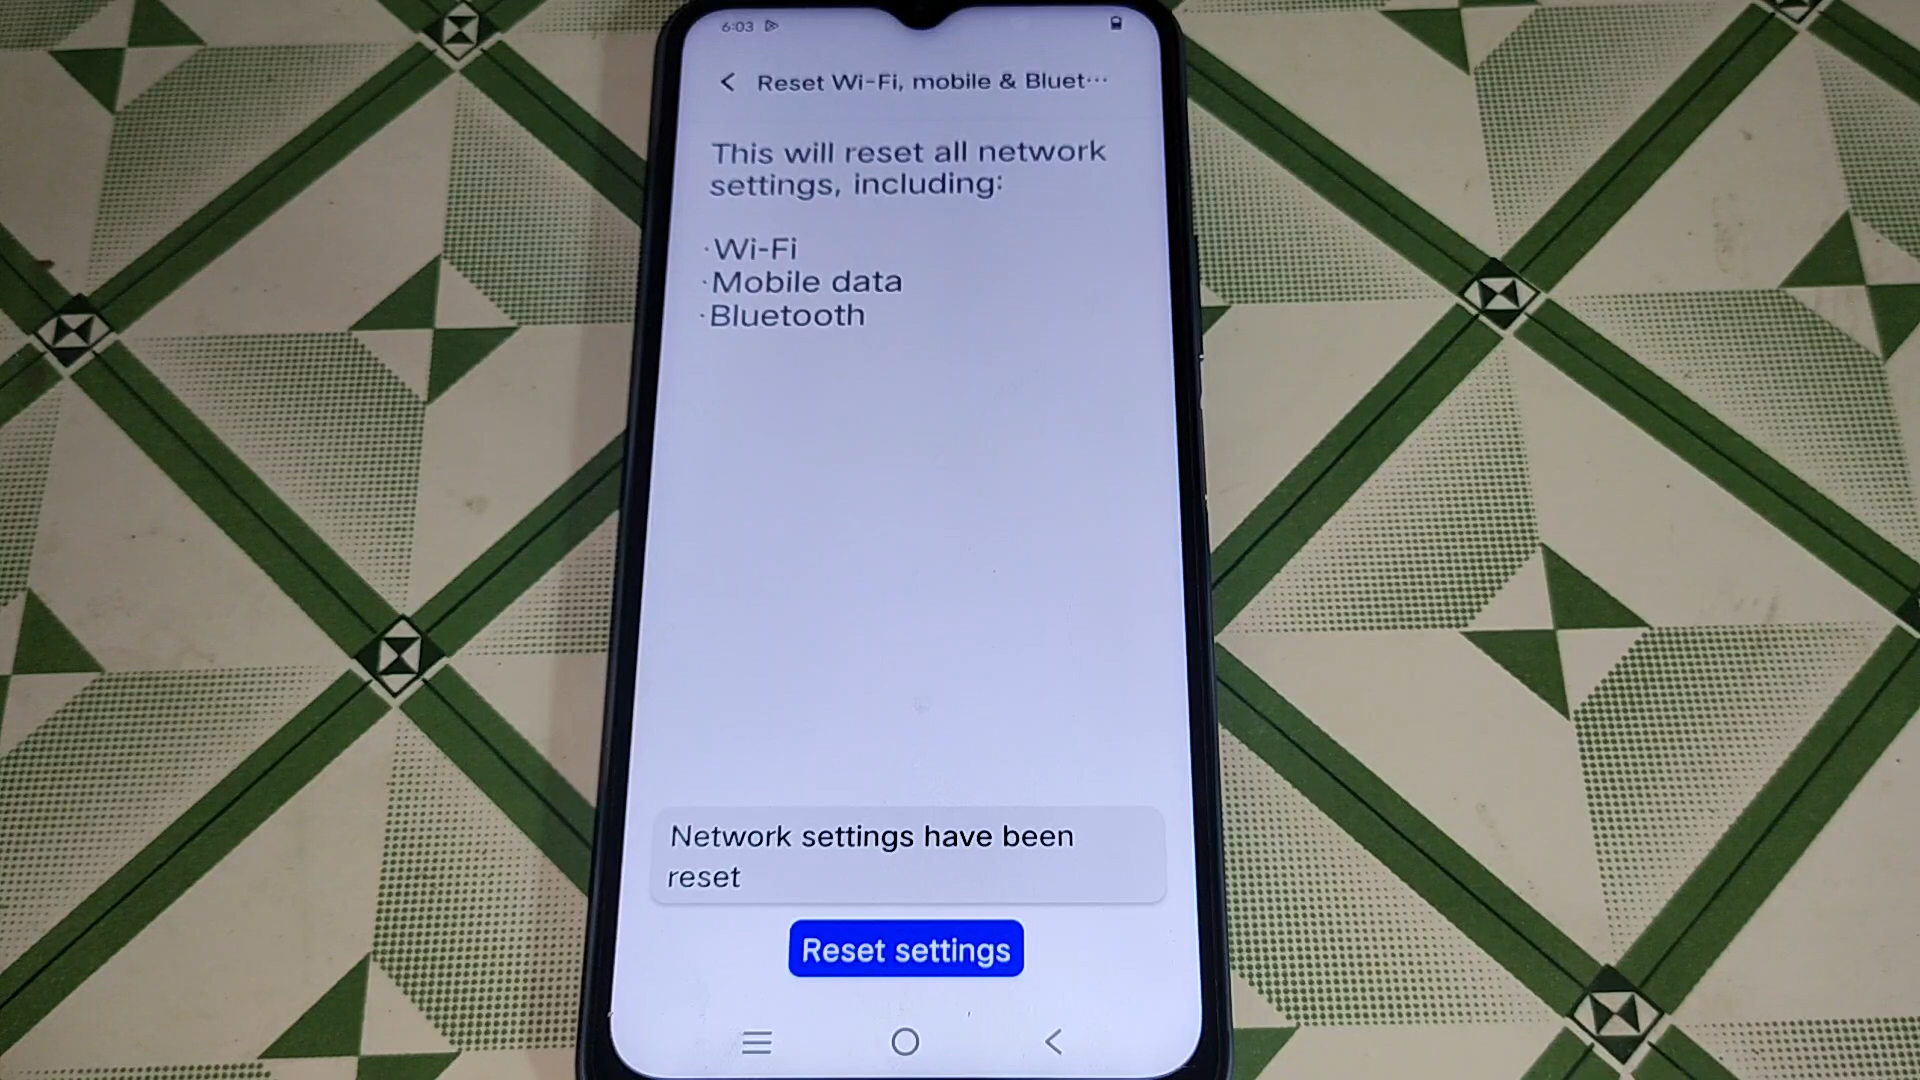 6:03
Reset Wi-Fi, mobile & Bluet···
This will reset all network
settings, including:
·Wi-Fi
·Mobile data
·Bluetooth
Network settings have been
reset
Reset settings